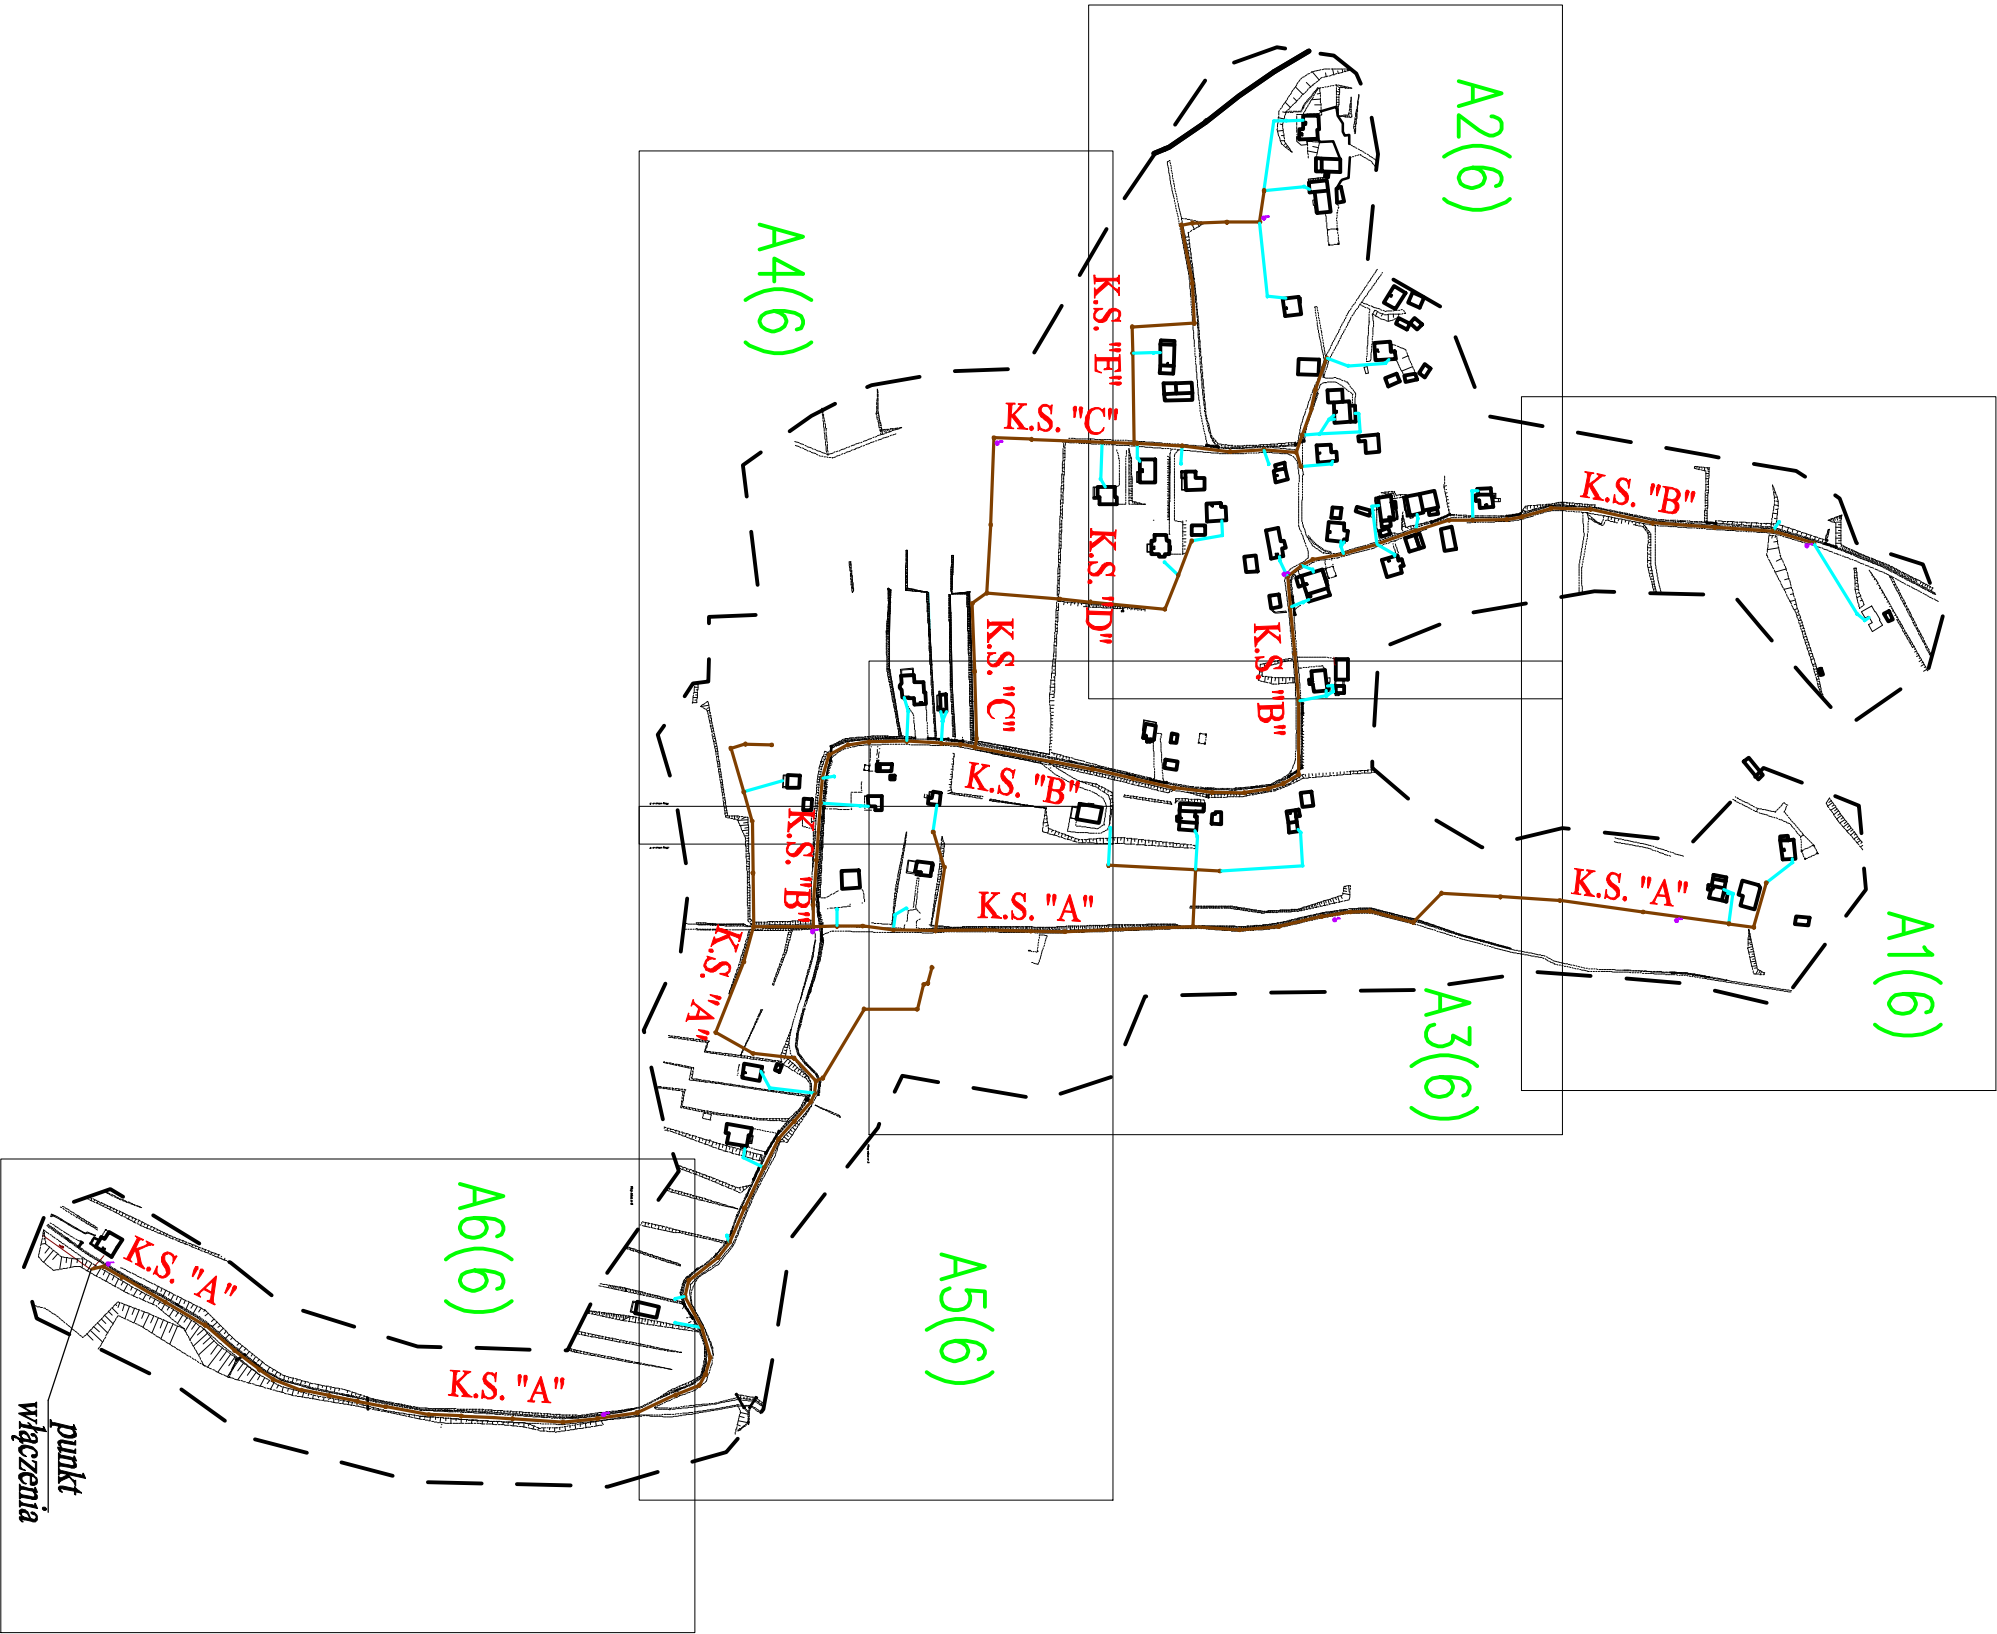 A2(6)
A4(6)
K.S. "E"
K.S. "C"
K.S. "B"
K.S. "D"
K.S. "C"
K.S. "B"
K.S. "B"
K.S. "B"
K.S. "A"
K.S. "A"
K.S. "A"
A1(6)
A3(6)
A6(6)
A5(6)
K.S. "A"
K.S. "A"
punkt
włączenia